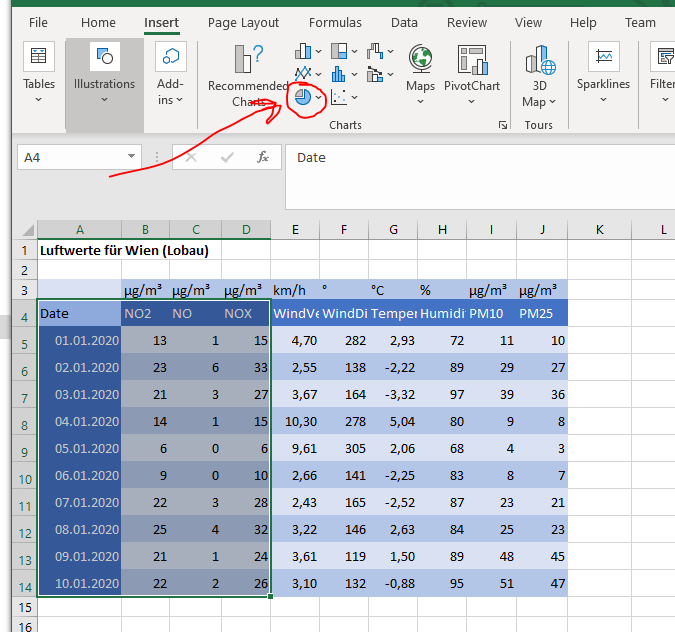 File Home Insert Page Layout Formulas Data Review View Help Team
Tables Illustrations Add-ins Recommended Charts Maps PivotChart 3D Map Sparklines Filter
Charts Tours
A4 fx Date
A B C D E F G H I J K L
1 Luftwerte für Wien (Lobau)
2
3 µg/m³ µg/m³ µg/m³ km/h ° °C % µg/m³ µg/m³
4 Date NO2 NO NOX WindVe WindDi Temper Humidi PM10 PM25
5 01.01.2020 13 1 15 4,70 282 2,93 72 11 10
6 02.01.2020 23 6 33 2,55 138 -2,22 89 29 27
7 03.01.2020 21 3 27 3,67 164 -3,32 97 39 36
8 04.01.2020 14 1 15 10,30 278 5,04 80 9 8
9 05.01.2020 6 0 6 9,61 305 2,06 68 4 3
10 06.01.2020 9 0 10 2,66 141 -2,25 83 8 7
11 07.01.2020 22 3 28 2,43 165 -2,52 87 23 21
12 08.01.2020 25 4 32 3,22 146 2,63 84 25 23
13 09.01.2020 21 1 24 3,61 119 1,50 89 48 45
14 10.01.2020 22 2 26 3,10 132 -0,88 95 51 47
15
16